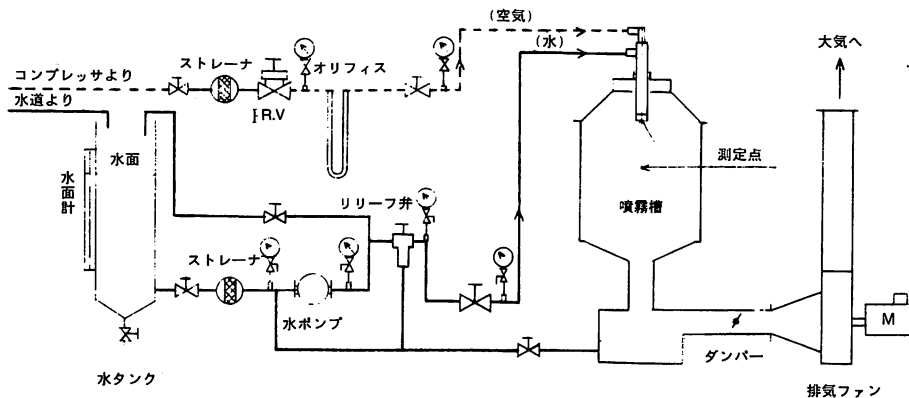 (空気)
(水)
大気へ
ストレーナ
オリフィス
コンプレッサより
水道より
R.V
水面
測定点
水面計
リリーフ弁
噴霧槽
ストレーナ
水ポンプ
M
ダンパー
水タンク
排気ファン